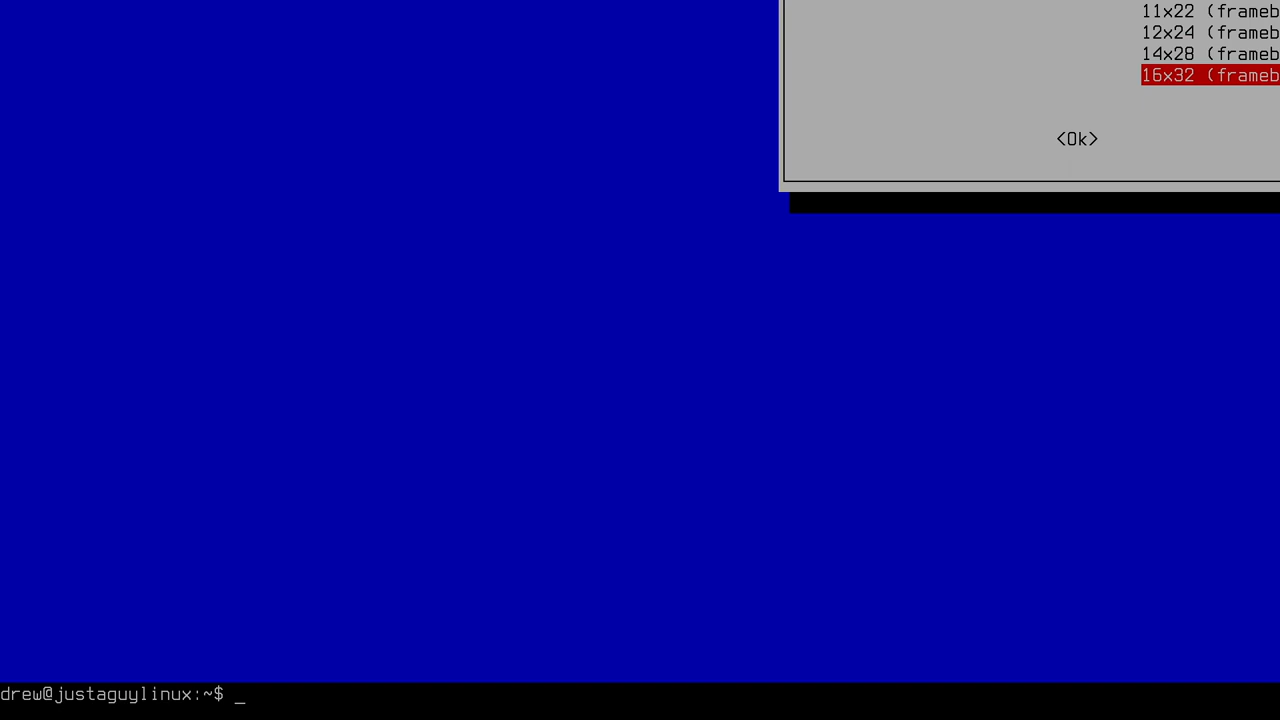 11x22 (frameb
12x24 (frameb
14x28 (frameb
16x32 (frameb
<Ok>
drew@justaguylinux:~$ _